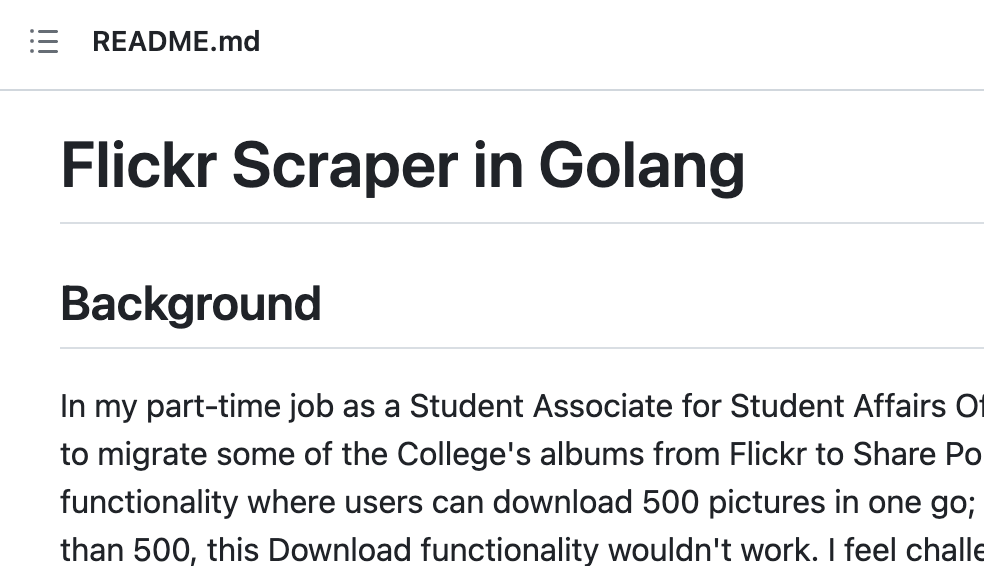 README.md
Flickr Scraper in Golang
Background
In my part-time job as a Student Associate for Student Affairs
to migrate some of the College's albums from Flickr to Share
functionality where users can download 500 pictures in one go;
than 500, this Download functionality wouldn't work. I feel